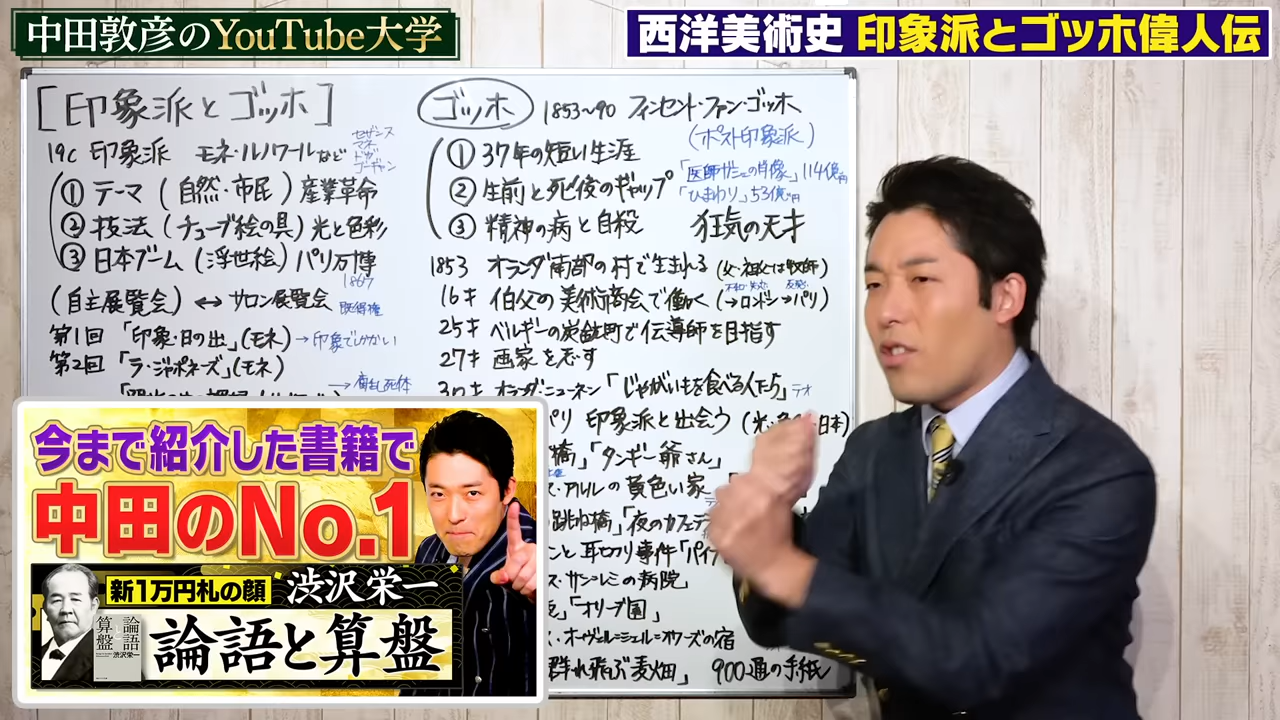 中田敦彦のYouTube大学
西洋美術史 印象派とゴッホ偉人伝
[印象派とゴッホ]
19C 印象派 モネ・ルノワールなど
セザンヌ
マネ
ドガ
ゴーギャン
① テーマ (自然・市民) 産業革命
② 技法 (チューブ絵の具) 光と色彩
③ 日本ブーム (浮世絵) パリ万博
1867
(自主展覧会) ↔ サロン展覧会 既得権
第1回 「印象・日の出」(モネ) →印象でしかない
第2回 「ラ・ジャポネーズ」(モネ)
→腐乱死体
ゴッホ 1853~90 フィンセント・ファン・ゴッホ
(ポスト印象派)
① 37年の短い生涯
② 生前と死後のギャップ
「医師ガシェの肖像」114億円
「ひまわり」53億円
③ 精神の病と自殺 狂気の天才
1853 オランダ南部の村で生まれる (父・祖父は牧師)
16才 伯父の美術商会で働く (→ロンドン→パリ)
25才 ベルギーの炭鉱町で伝導師を目指す
27才 画家を志す
オランダ・ニューネン「じゃがいもを食べる人たち」テオ
パリ 印象派と出会う
日本)
橋」「タンギー爺さん」
ス・アルルの黄色い家
跳ね橋」「夜のカフェテ
と耳切り事件「パイ
ス・サン=レミの病院
「オリーブ園」
オーヴェル=シュル=オワーズの宿
群れ飛ぶ麦畑」 900通の手紙
今まで紹介した書籍で
中田のNo.1
新1万円札の顔 渋沢栄一
論語と算盤
論語と算盤
渋沢栄一